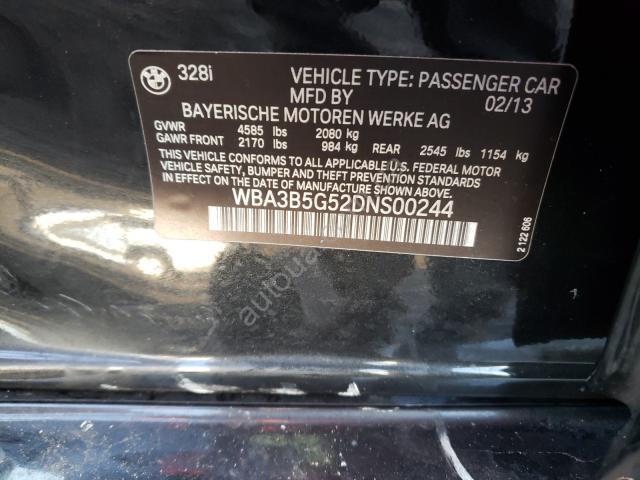 328i VEHICLE TYPE: PASSENGER CAR
MFD BY 02/13
BAYERISCHE MOTOREN WERKE AG
GVWR 4585 lbs 2080 kg
GAWR FRONT 2170 lbs 984 kg REAR 2545 lbs 1154 kg
THIS VEHICLE CONFORMS TO ALL APPLICABLE U.S. FEDERAL MOTOR
VEHICLE SAFETY, BUMPER AND THEFT PREVENTION STANDARDS IN
EFFECT ON THE DATE OF MANUFACTURE SHOWN ABOVE.
WBA3B5G52DNS00244
2 122 606